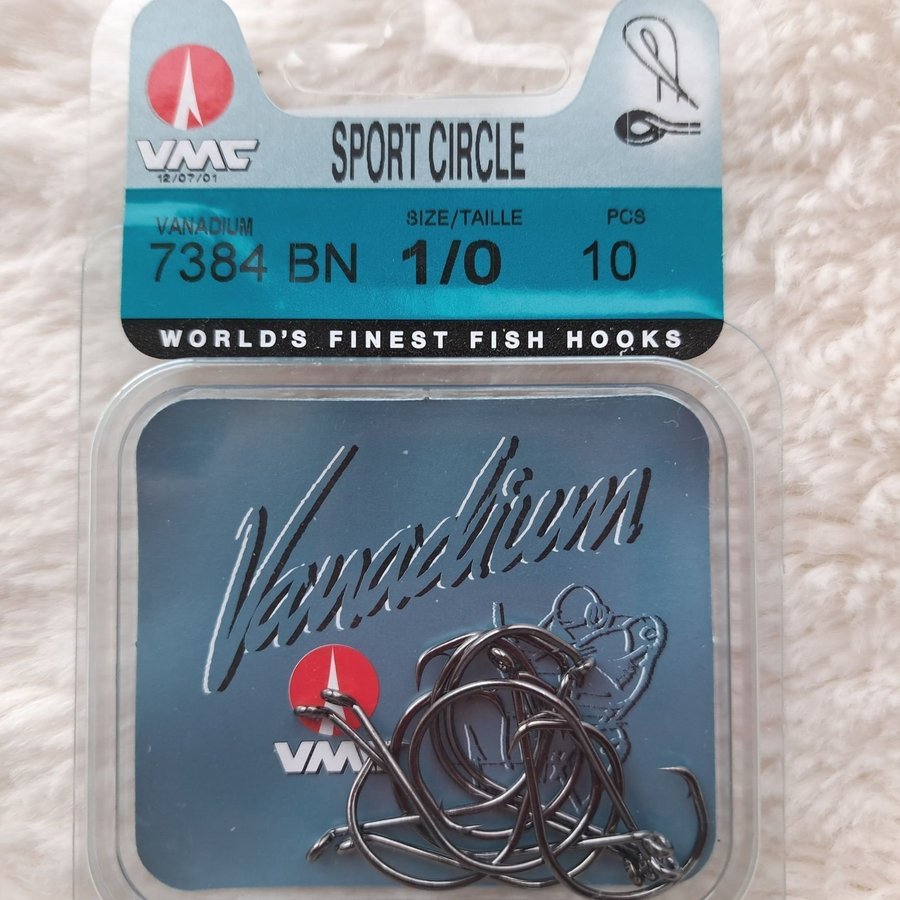 VMC
12/07/01
SPORT CIRCLE
VANADIUM
7384 BN
SIZE/TAILLE
1/0
PCS
10
WORLD'S FINEST FISH HOOKS
Vanadium